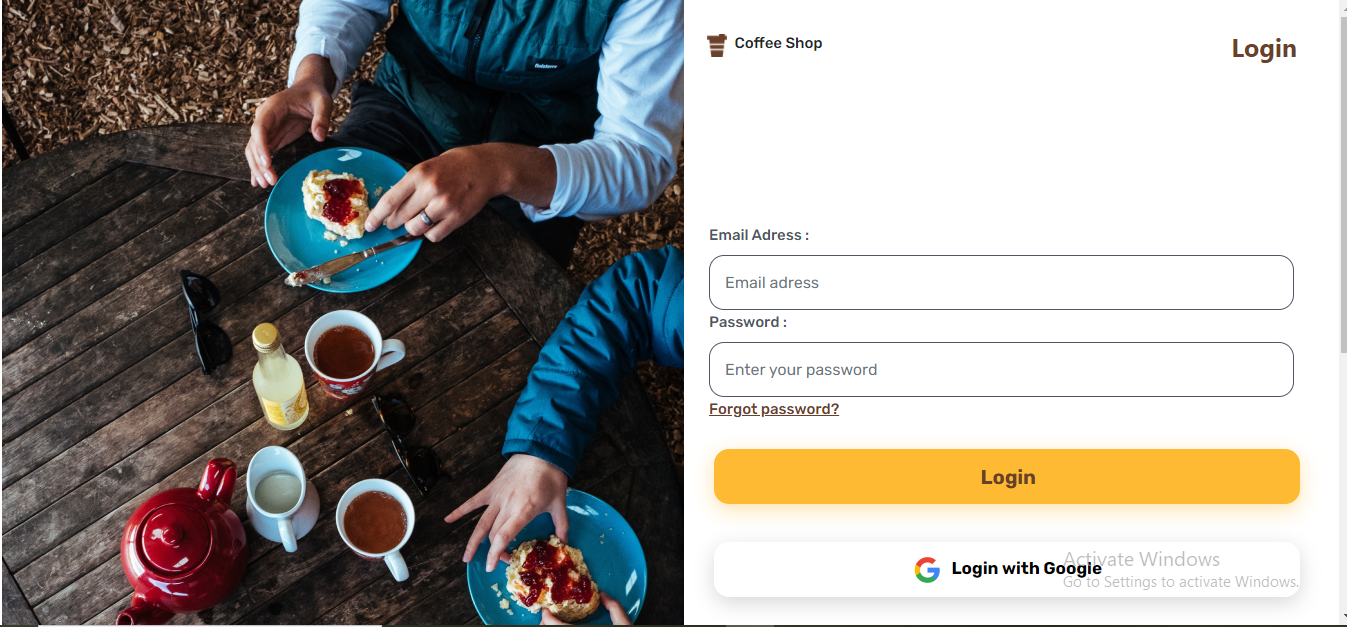 Coffee Shop
Login
Email Adress :
Email adress
Password :
Enter your password
Forgot password?
Login
Login with Google
Activate Windows
Go to Settings to activate Windows.